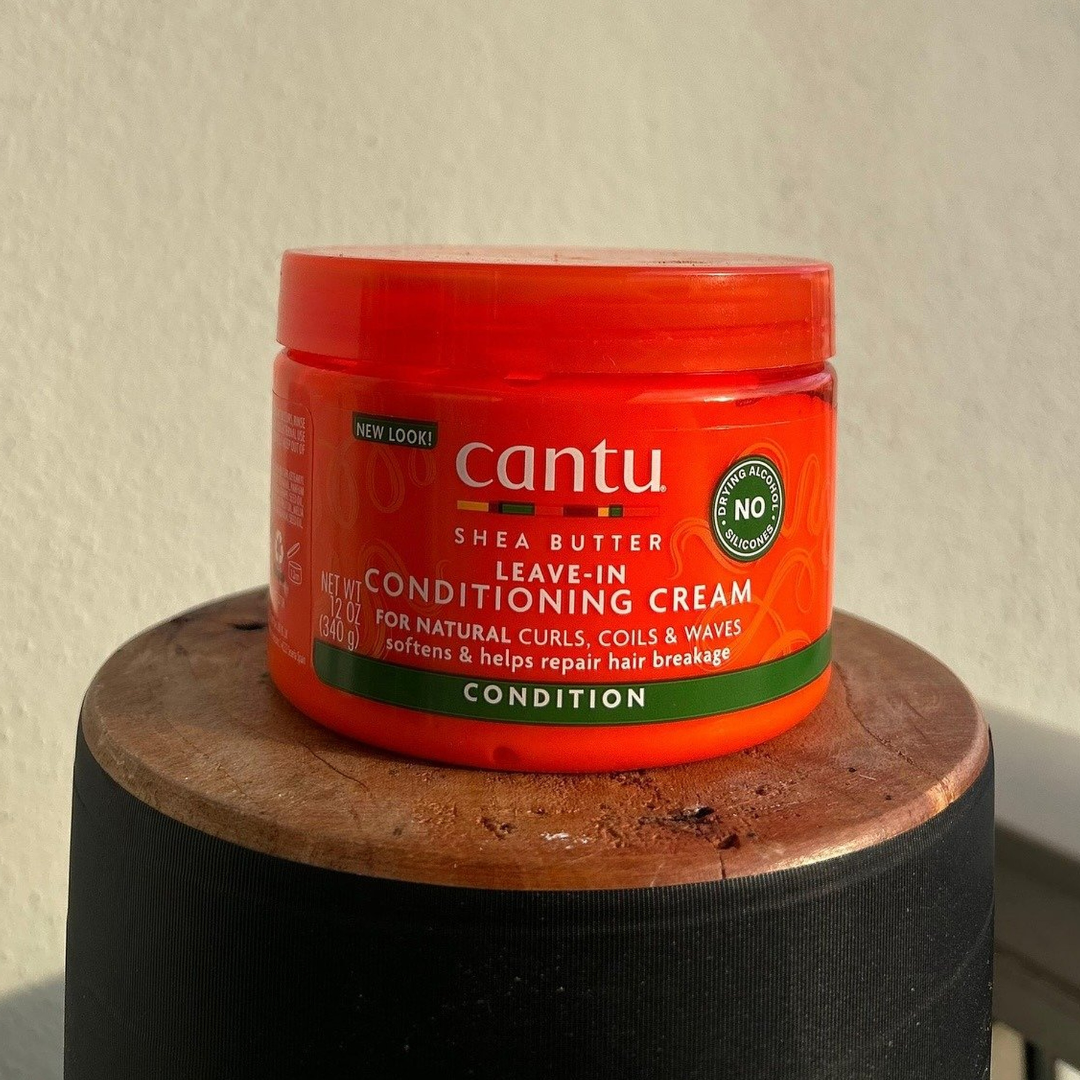 NEW LOOK!
cantu
SHEA BUTTER
LEAVE-IN
CONDITIONING CREAM
FOR NATURAL CURLS, COILS & WAVES
softens & helps repair hair breakage
CONDITION
NET WT
12 OZ
(340 g)
DRYING ALCOHOL
NO
SILICONES